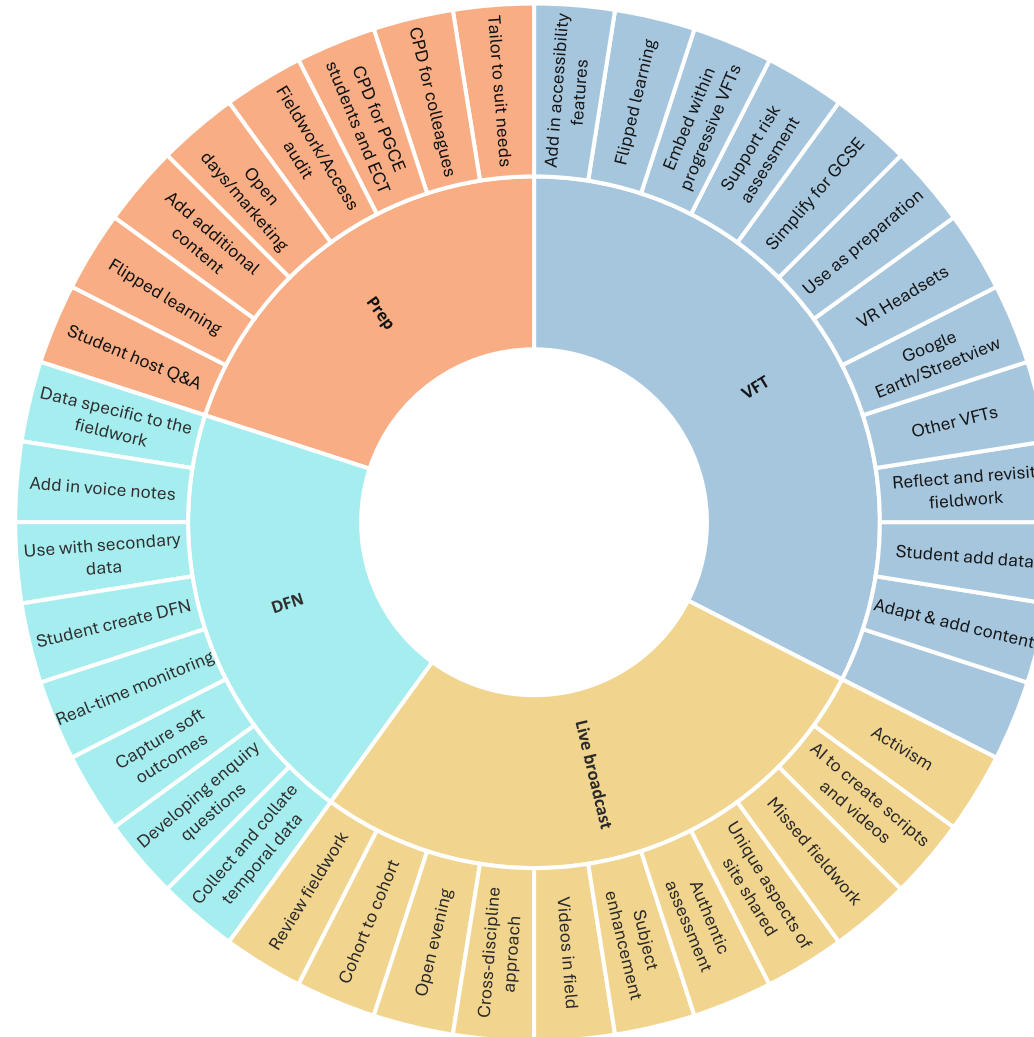 Prep
Tailor to suit needs
CPD for colleagues
CPD for PGCE
students and ECT
Fieldwork/Access
audit
Open
days/marketing
Add additional
content
Flipped learning
Student host Q&A
VFT
Add in accessibility
features
Flipped learning
Embed within
progressive VFTs
Support risk
assessment
Simplify for GCSE
Use as preparation
VR Headsets
Google
Earth/Streetview
Other VFTs
Reflect and revisit
fieldwork
Student add data
Adapt & add content
Live broadcast
Activism
AI to create scripts
and videos
Missed fieldwork
Unique aspects of
site shared
Authentic
assessment
Subject
enhancement
Videos in field
Cross-discipline
approach
Open evening
Cohort to cohort
Review fieldwork
DFN
Collect and collate
temporal data
Developing enquiry
questions
Capture soft
outcomes
Real-time monitoring
Student create DFN
Use with secondary
data
Add in voice notes
Data specific to the
fieldwork